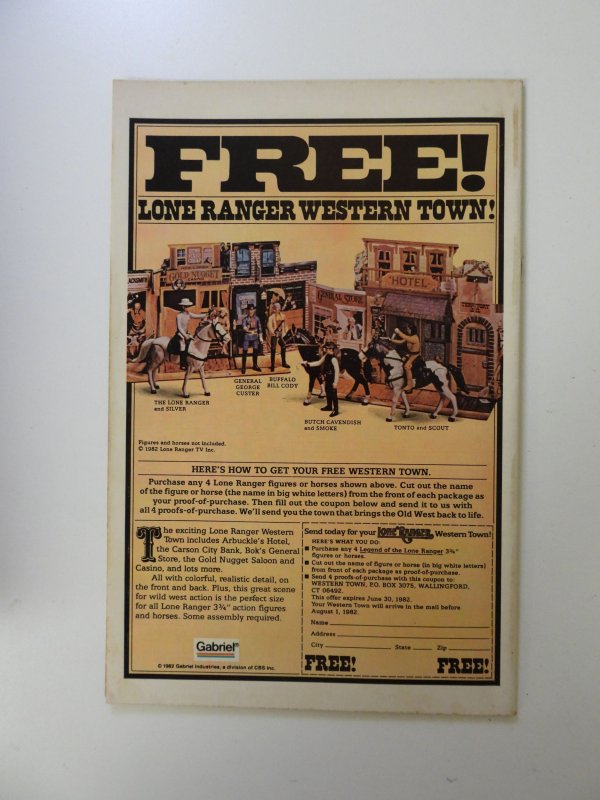 FREE!
LONE RANGER WESTERN TOWN!
GOLD NUGGET
GENERAL STORE
HOTEL
THE LONE RANGER
and SILVER
GENERAL
GEORGE
CUSTER
BUFFALO
BILL CODY
BUTCH CAVENDISH
and SMOKE
TONTO and SCOUT
Figures and horses not included.
© 1982 Lone Ranger TV Inc.
HERE'S HOW TO GET YOUR FREE WESTERN TOWN.
Purchase any 4 Lone Ranger figures or horses shown above. Cut out the name
of the figure or horse (the name in big white letters) from the front of each package as
your proof-of-purchase. Then fill out the coupon below and send it to us with
all 4 proofs-of-purchase. We'll send you the town that brings the Old West back to life.
The exciting Lone Ranger Western
Town includes Arbuckle's Hotel,
the Carson City Bank, Bok's General
Store, the Gold Nugget Saloon and
Casino, and lots more.
All with colorful, realistic detail, on
the front and back. Plus, this great scene
for wild west action is the perfect size
for all Lone Ranger 3¾" action figures
and horses. Some assembly required.
Gabriel®
© 1982 Gabriel Industries, a division of CBS Inc.
Send today for your LONE RANGER Western Town!
HERE'S WHAT YOU DO:
■ Purchase any 4 Legend of the Lone Ranger 3¾"
figures or horses.
■ Cut out the name of figure or horse (in big white letters)
from front of each package as proof-of-purchase.
■ Send 4 proofs-of-purchase with this coupon to:
WESTERN TOWN, P.O. BOX 3075, WALLINGFORD,
CT 06492.
This offer expires June 30, 1982.
Your Western Town will arrive in the mail before
August 1, 1982.
Name
Address
City State Zip
FREE! FREE!